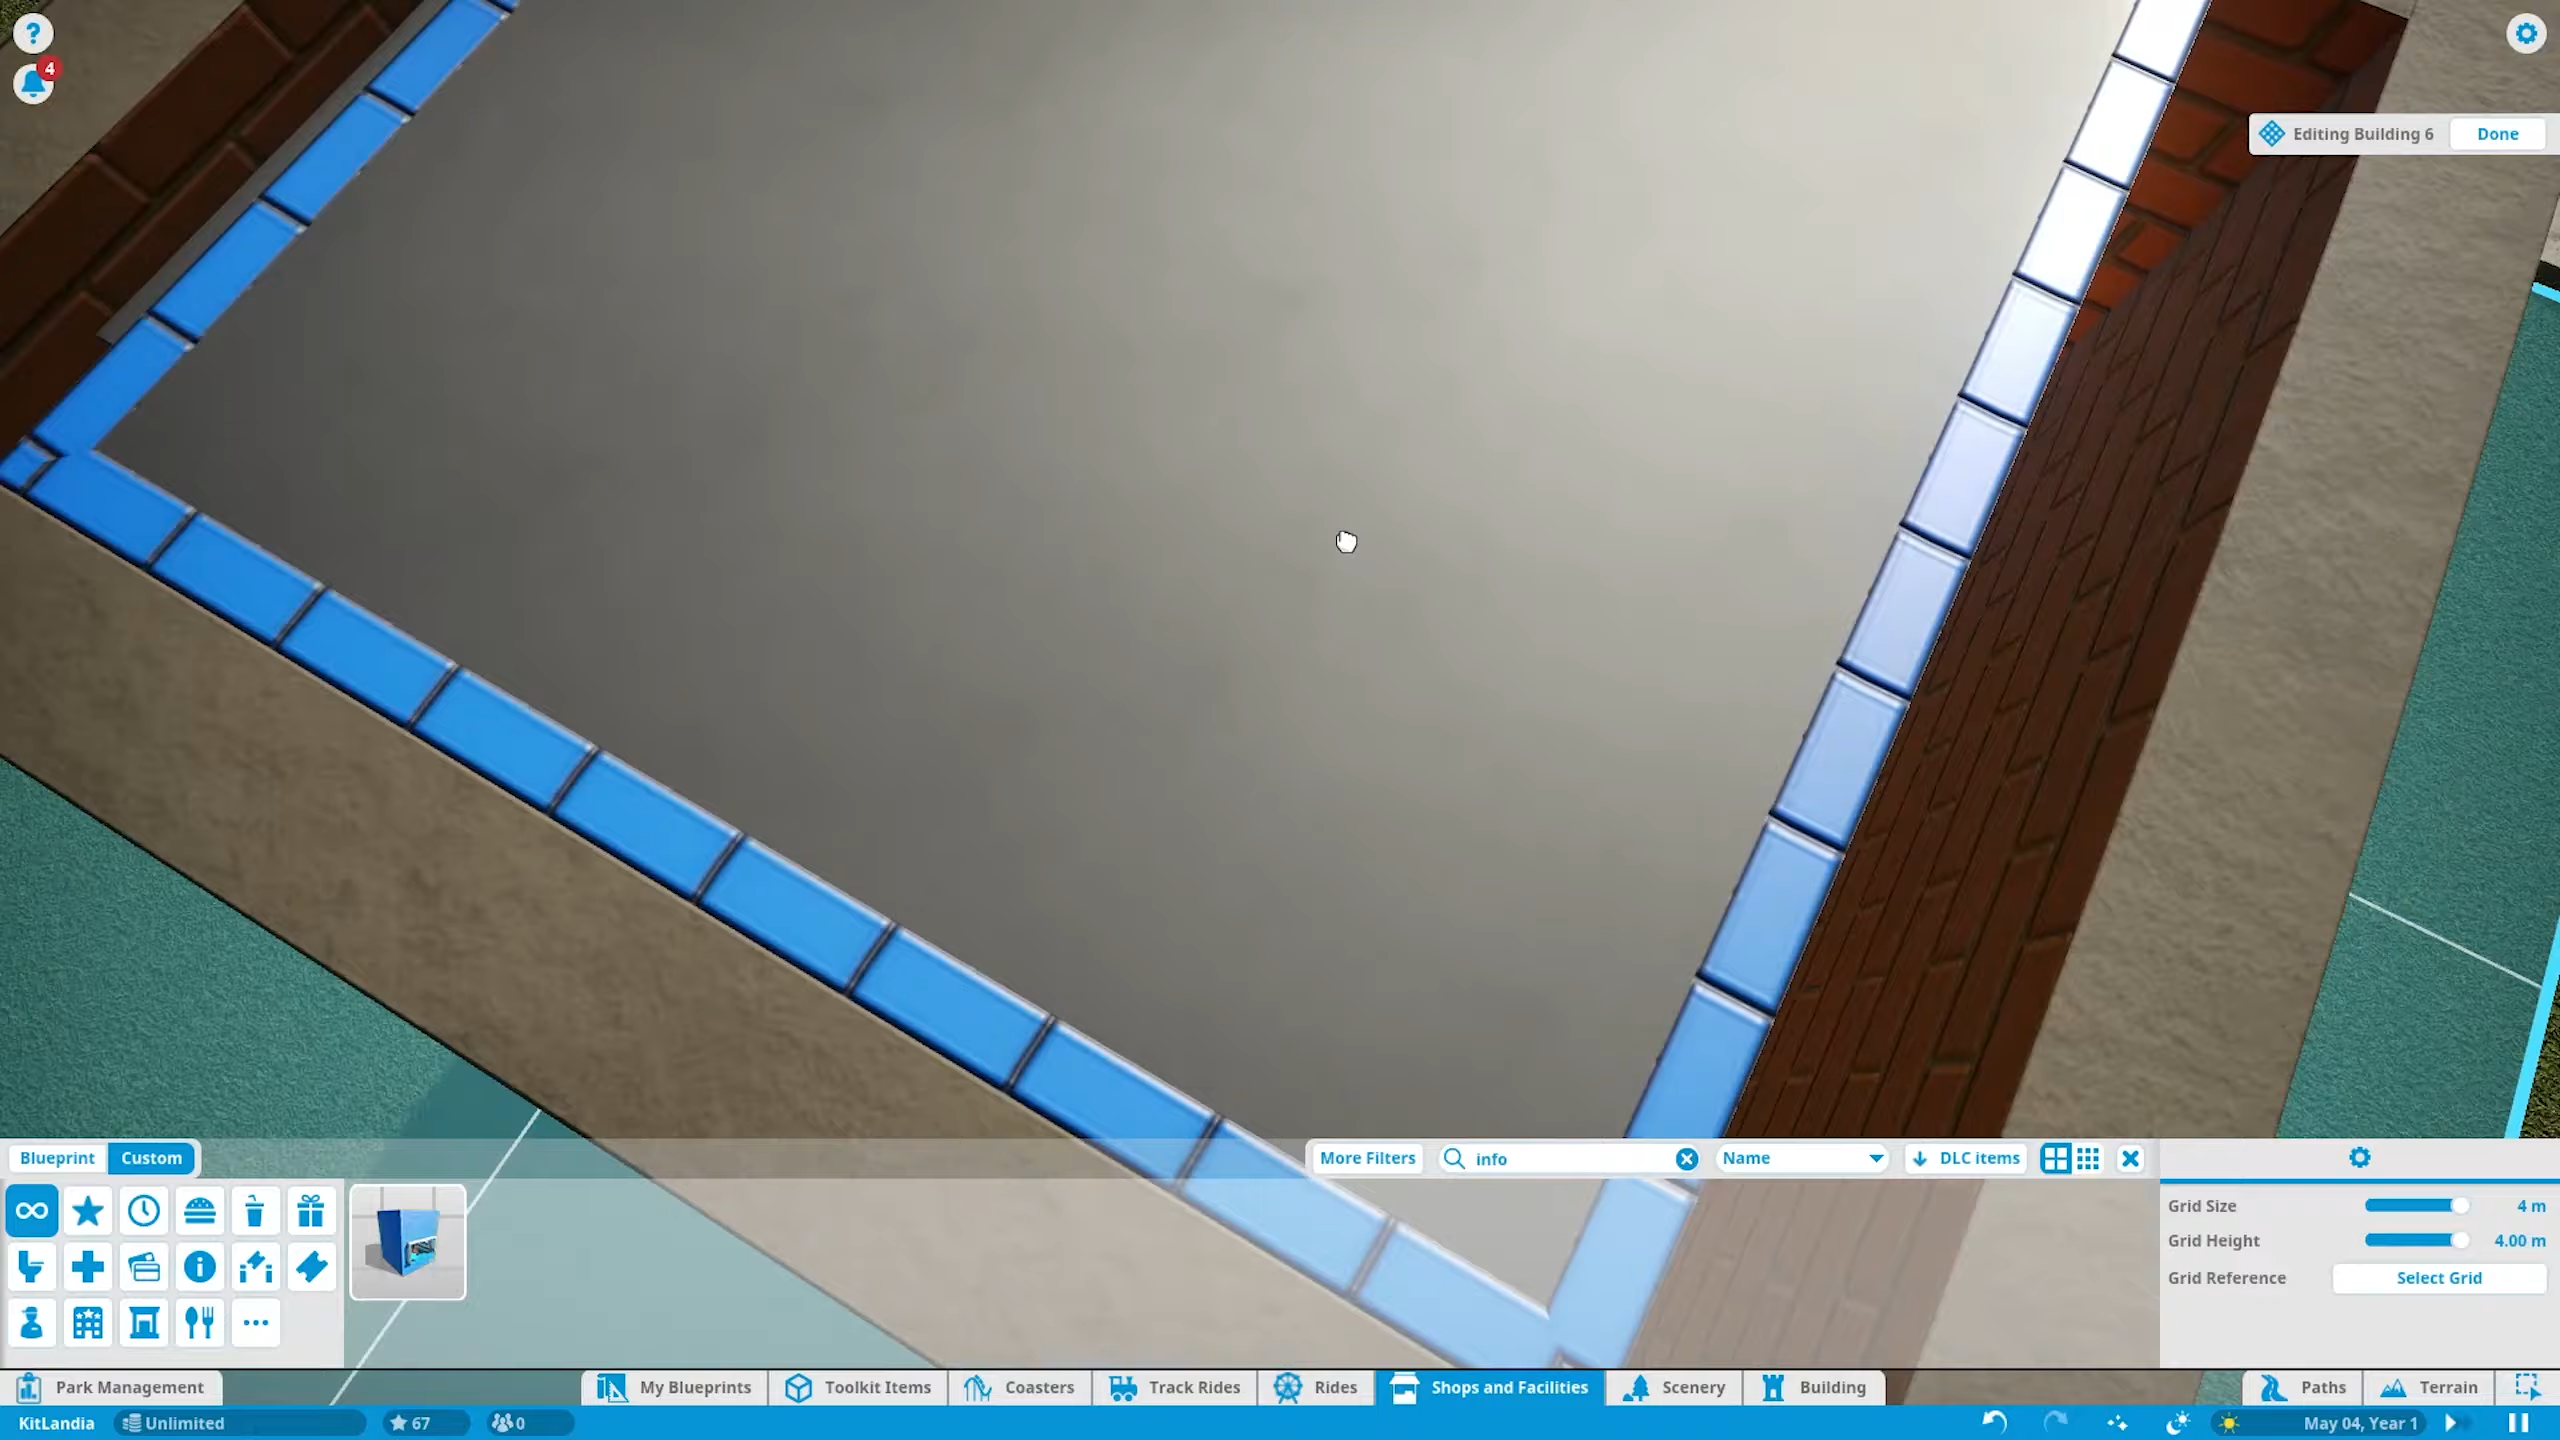 ?
4
Editing Building 6
Done
Blueprint
Custom
More Filters
info
Name
DLC items
Grid Size
4 m
Grid Height
4.00 m
Grid Reference
Select Grid
Park Management
My Blueprints
Toolkit Items
Coasters
Track Rides
Rides
Shops and Facilities
Scenery
Building
Paths
Terrain
KitLandia
Unlimited
67
0
May 04, Year 1